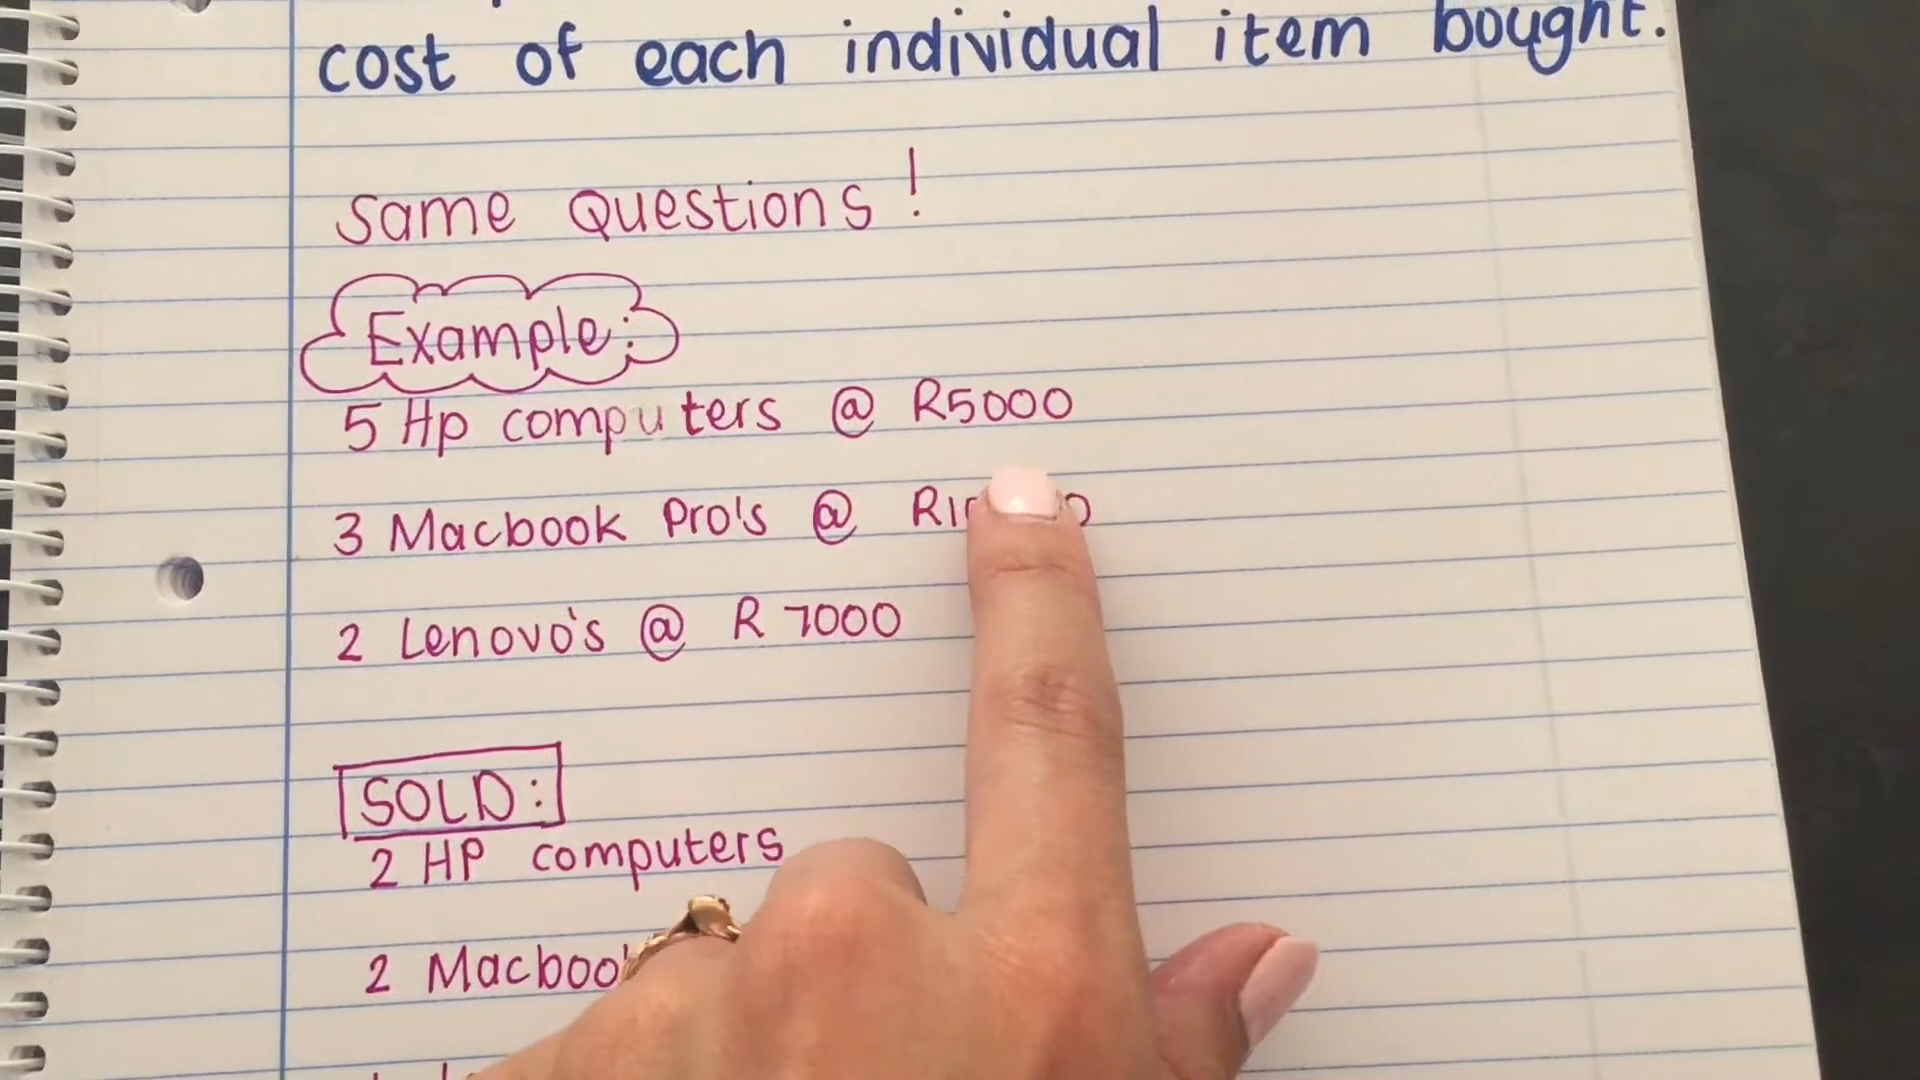 cost of each individual item bought.
Same Questions!
Example:
5 Hp computers @ R5000
3 Macbook Pro's @
2 Lenovo's @ R 7000
SOLD:
2 HP computers
2